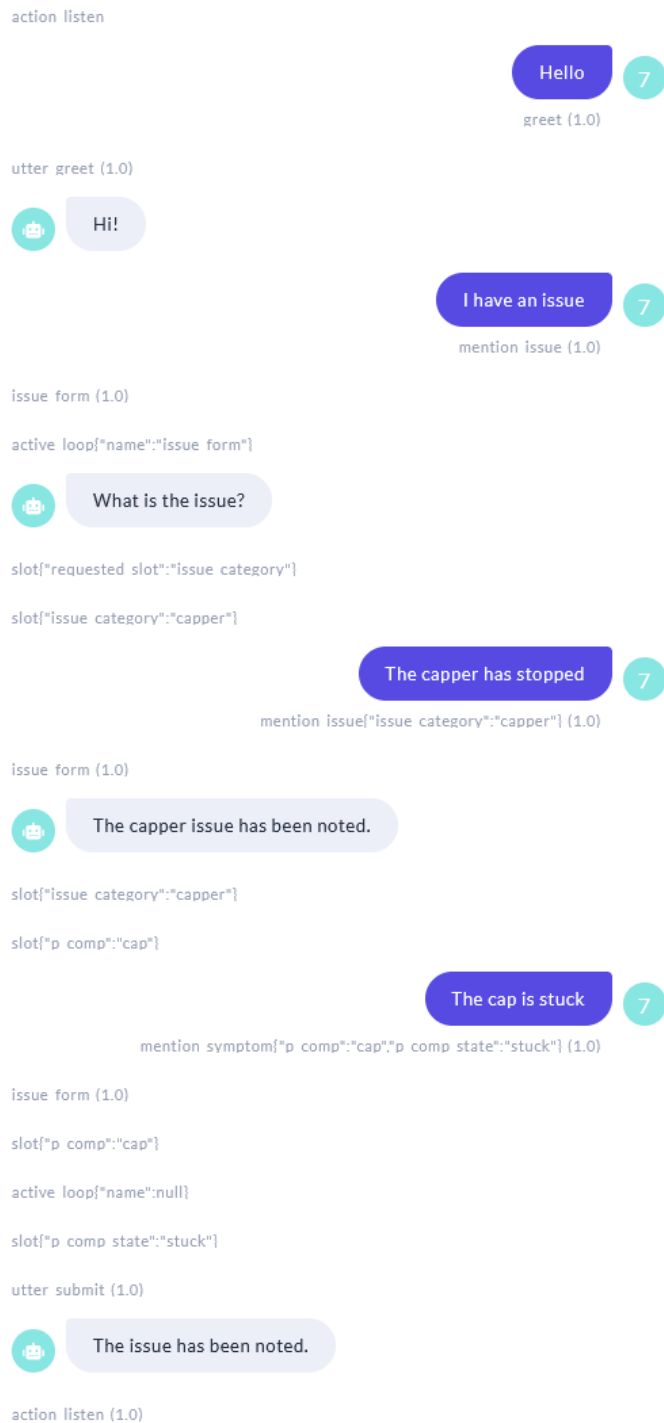 action listen
Hello
7
greet (1.0)
utter greet (1.0)
Hi!
I have an issue
7
mention issue (1.0)
issue form (1.0)
active loop{"name":"issue form"}
What is the issue?
slot{"requested slot":"issue category"}
slot{"issue category":"capper"}
The capper has stopped
7
mention issue{"issue category":"capper"} (1.0)
issue form (1.0)
The capper issue has been noted.
slot{"issue category":"capper"}
slot{"p comp":"cap"}
The cap is stuck
7
mention symptom{"p comp":"cap","p comp state":"stuck"} (1.0)
issue form (1.0)
slot{"p comp":"cap"}
active loop{"name":null}
slot{"p comp state":"stuck"}
utter submit (1.0)
The issue has been noted.
action listen (1.0)